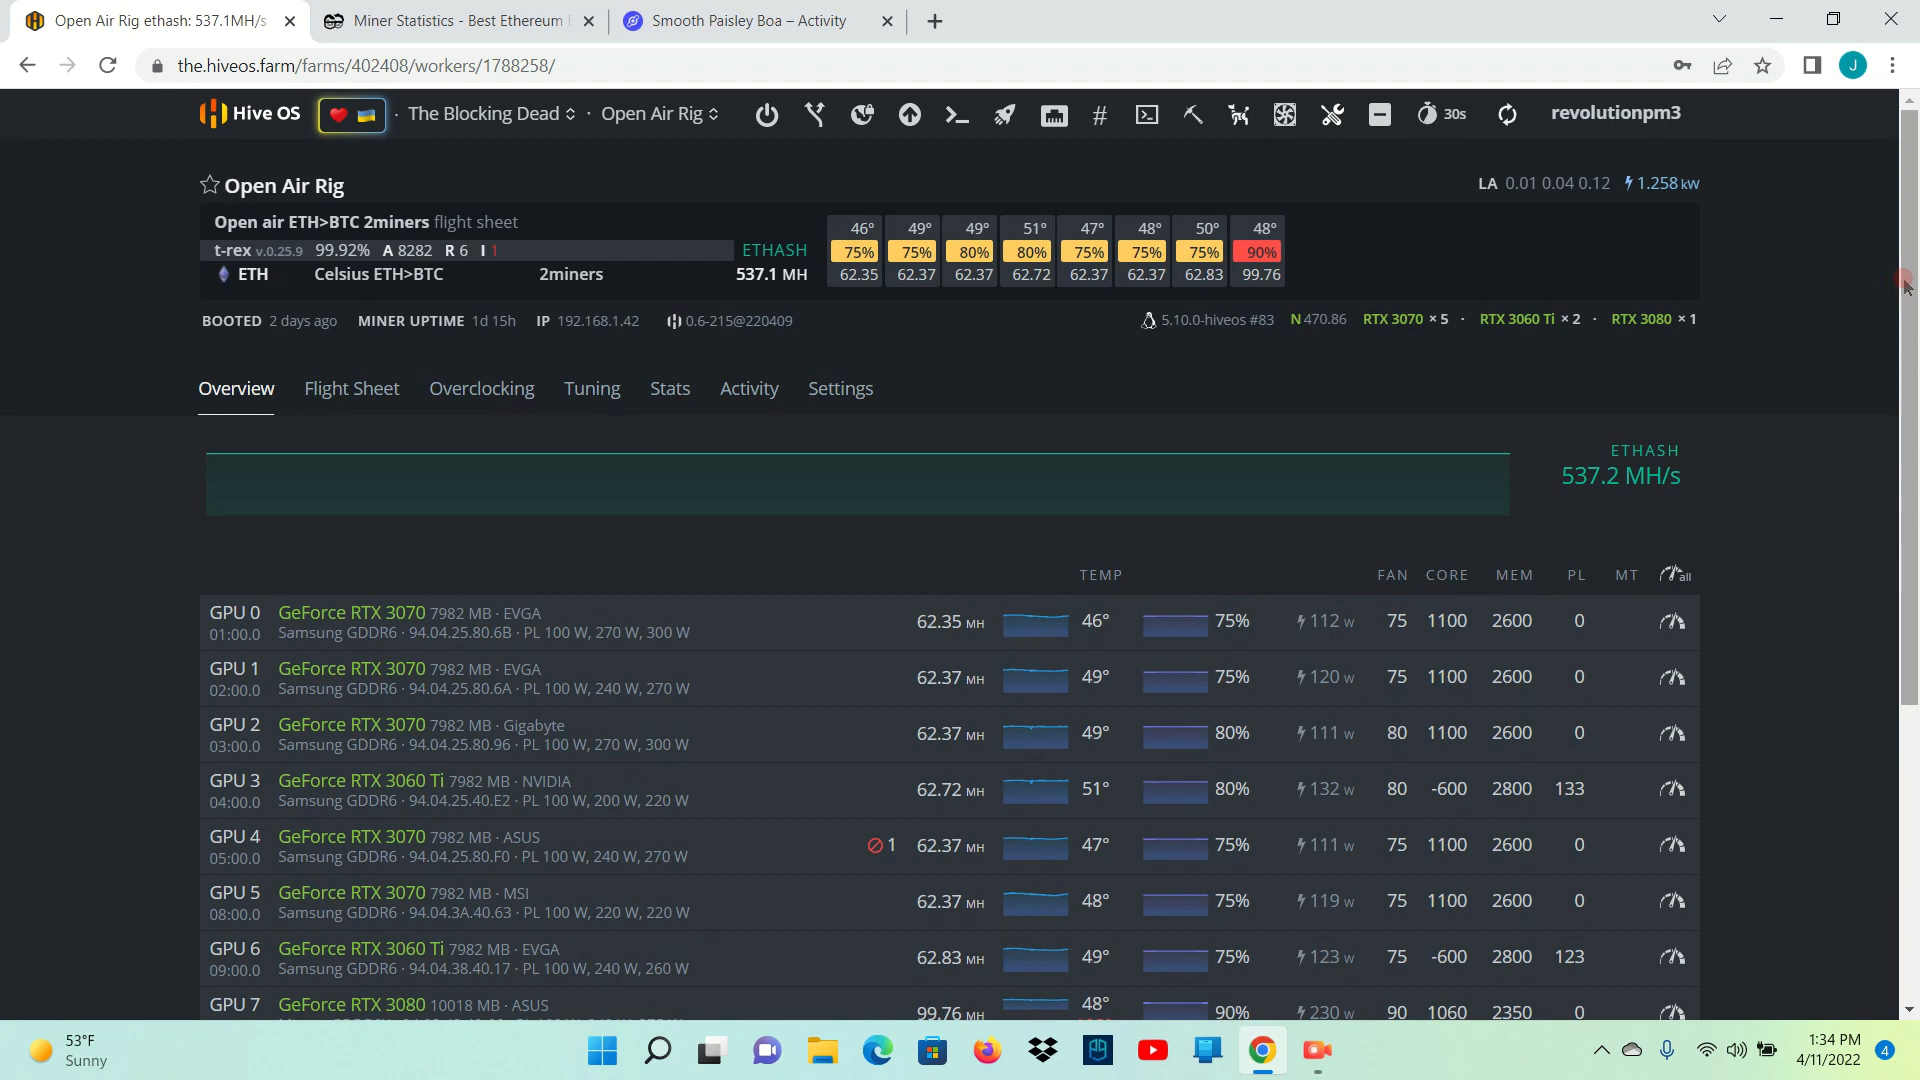 Open Air Rig ethash: 537.1MH/s
Miner Statistics - Best Ethereum
Smooth Paisley Boa – Activity
the.hiveos.farm/farms/402408/workers/1788258/
J
Hive OS · The Blocking Dead · Open Air Rig 30s revolutionpm3
Open Air Rig
LA 0.01 0.04 0.12 1.258 kW
Open air ETH>BTC 2miners flight sheet
46° 49° 49° 51° 47° 48° 50° 48°
t-rex v.0.25.9 99.92% A 8282 R 6 I 1 ETHASH
75% 75% 80% 80% 75% 75% 75% 90%
ETH Celsius ETH>BTC 2miners 537.1 MH
62.35 62.37 62.37 62.72 62.37 62.37 62.83 99.76
BOOTED 2 days ago MINER UPTIME 1d 15h IP 192.168.1.42 0.6-215@220409
5.10.0-hiveos #83 N 470.86 RTX 3070 × 5 · RTX 3060 Ti × 2 · RTX 3080 × 1
Overview Flight Sheet Overclocking Tuning Stats Activity Settings
ETHASH
537.2 MH/s
TEMP FAN CORE MEM PL MT all
GPU 0 GeForce RTX 3070 7982 MB · EVGA
01:00.0 Samsung GDDR6 · 94.04.25.80.6B · PL 100 W, 270 W, 300 W
62.35 MH 46° 75% 112 W 75 1100 2600 0
GPU 1 GeForce RTX 3070 7982 MB · EVGA
02:00.0 Samsung GDDR6 · 94.04.25.80.6A · PL 100 W, 240 W, 270 W
62.37 MH 49° 75% 120 W 75 1100 2600 0
GPU 2 GeForce RTX 3070 7982 MB · Gigabyte
03:00.0 Samsung GDDR6 · 94.04.25.80.96 · PL 100 W, 270 W, 300 W
62.37 MH 49° 80% 111 W 80 1100 2600 0
GPU 3 GeForce RTX 3060 Ti 7982 MB · NVIDIA
04:00.0 Samsung GDDR6 · 94.04.25.40.E2 · PL 100 W, 200 W, 220 W
62.72 MH 51° 80% 132 W 80 -600 2800 133
GPU 4 GeForce RTX 3070 7982 MB · ASUS
05:00.0 Samsung GDDR6 · 94.04.25.80.F0 · PL 100 W, 240 W, 270 W
1 62.37 MH 47° 75% 111 W 75 1100 2600 0
GPU 5 GeForce RTX 3070 7982 MB · MSI
08:00.0 Samsung GDDR6 · 94.04.3A.40.63 · PL 100 W, 220 W, 220 W
62.37 MH 48° 75% 119 W 75 1100 2600 0
GPU 6 GeForce RTX 3060 Ti 7982 MB · EVGA
09:00.0 Samsung GDDR6 · 94.04.38.40.17 · PL 100 W, 240 W, 260 W
62.83 MH 49° 75% 123 W 75 -600 2800 123
GPU 7 GeForce RTX 3080 10018 MB · ASUS
99.76 MH 48° 90% 230 W 90 1060 2350 0
53°F
Sunny
1:34 PM
4/11/2022
4